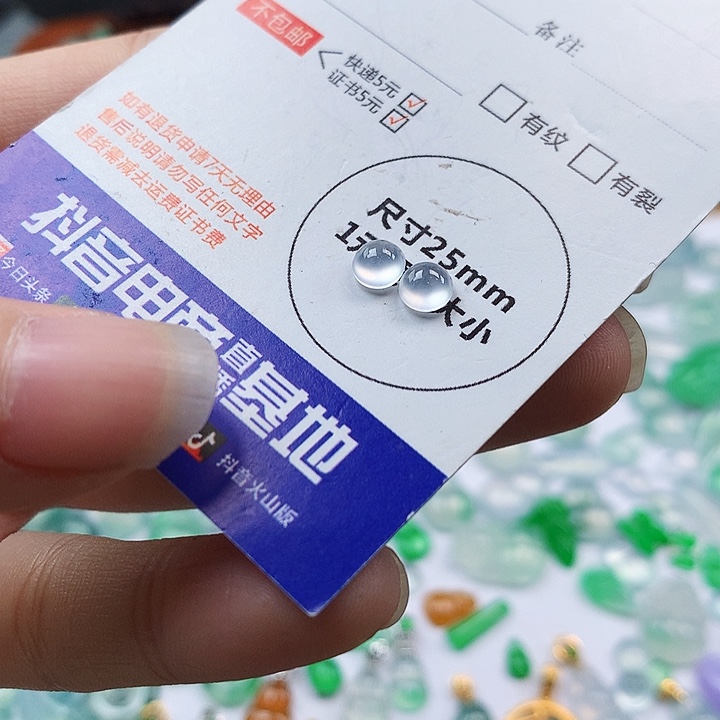 备注
不包邮
快递5元
证书5元
有纹
有裂
如有退货申请7天无理由
售后说明请勿写任何文字
退货需减去运费证书费
尺寸25mm
1元 大小
抖音电商直播基地
今日头条
抖音火山版